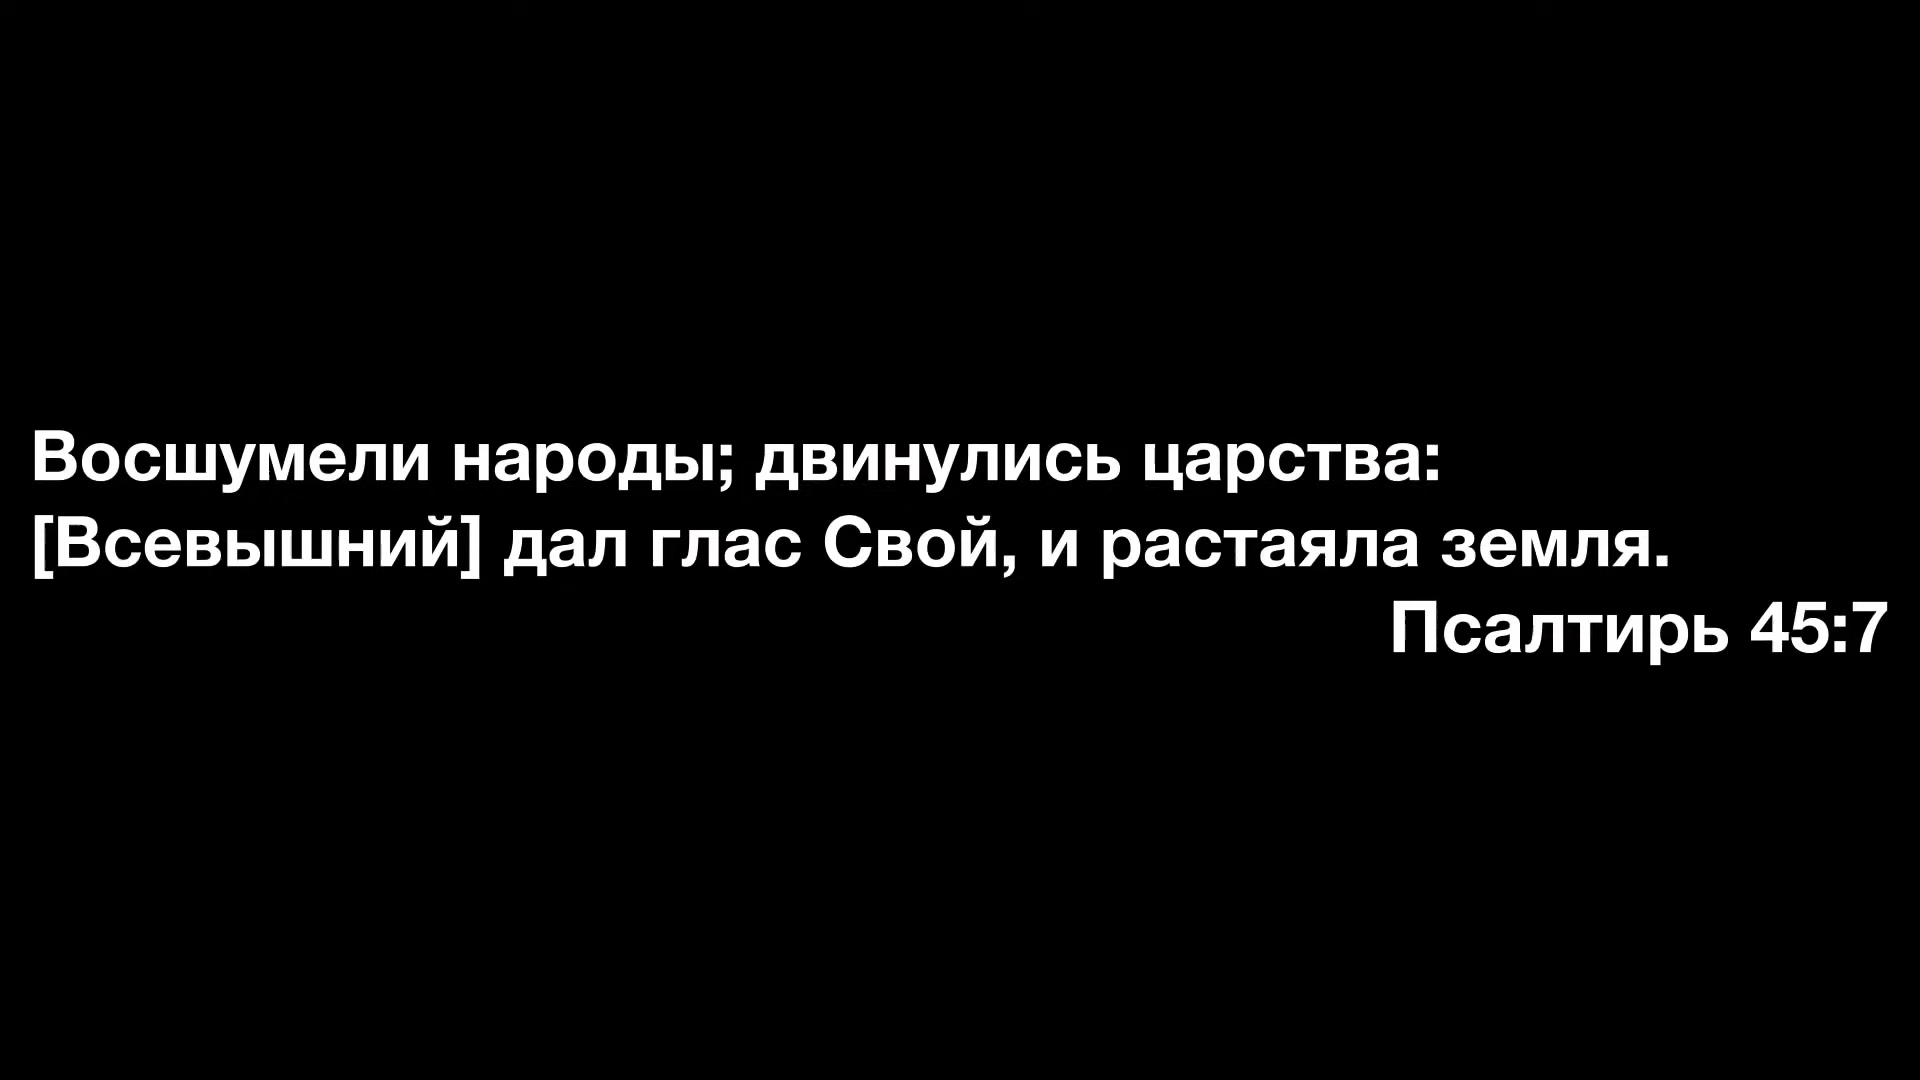 Восшумели народы; двинулись царства:
[Всевышний] дал глас Свой, и растаяла земля.
Псалтирь 45:7